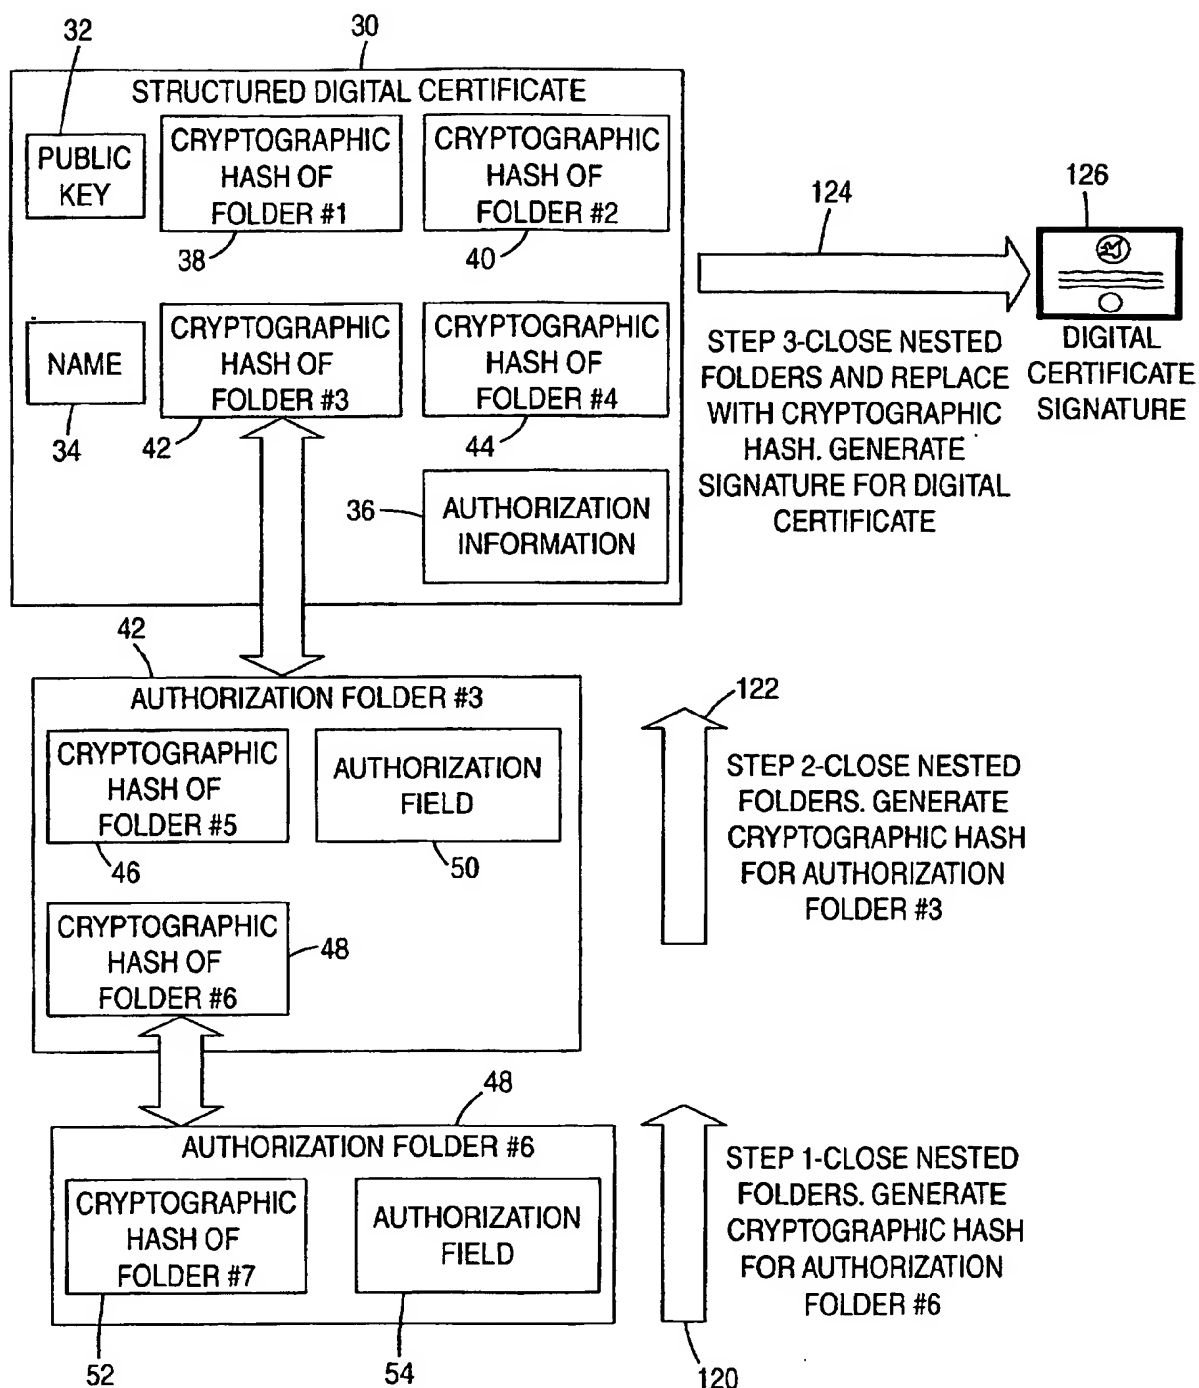 32
30
STRUCTURED DIGITAL CERTIFICATE
PUBLIC
KEY
CRYPTOGRAPHIC
HASH OF
FOLDER #1
38
CRYPTOGRAPHIC
HASH OF
FOLDER #2
40
NAME
34
CRYPTOGRAPHIC
HASH OF
FOLDER #3
42
CRYPTOGRAPHIC
HASH OF
FOLDER #4
44
36
AUTHORIZATION
INFORMATION
124
STEP 3-CLOSE NESTED
FOLDERS AND REPLACE
WITH CRYPTOGRAPHIC
HASH. GENERATE
SIGNATURE FOR DIGITAL
CERTIFICATE
126
DIGITAL
CERTIFICATE
SIGNATURE
42
AUTHORIZATION FOLDER #3
CRYPTOGRAPHIC
HASH OF
FOLDER #5
46
AUTHORIZATION
FIELD
50
CRYPTOGRAPHIC
HASH OF
FOLDER #6
48
122
STEP 2-CLOSE NESTED
FOLDERS. GENERATE
CRYPTOGRAPHIC HASH
FOR AUTHORIZATION
FOLDER #3
48
AUTHORIZATION FOLDER #6
CRYPTOGRAPHIC
HASH OF
FOLDER #7
52
AUTHORIZATION
FIELD
54
STEP 1-CLOSE NESTED
FOLDERS. GENERATE
CRYPTOGRAPHIC HASH
FOR AUTHORIZATION
FOLDER #6
120